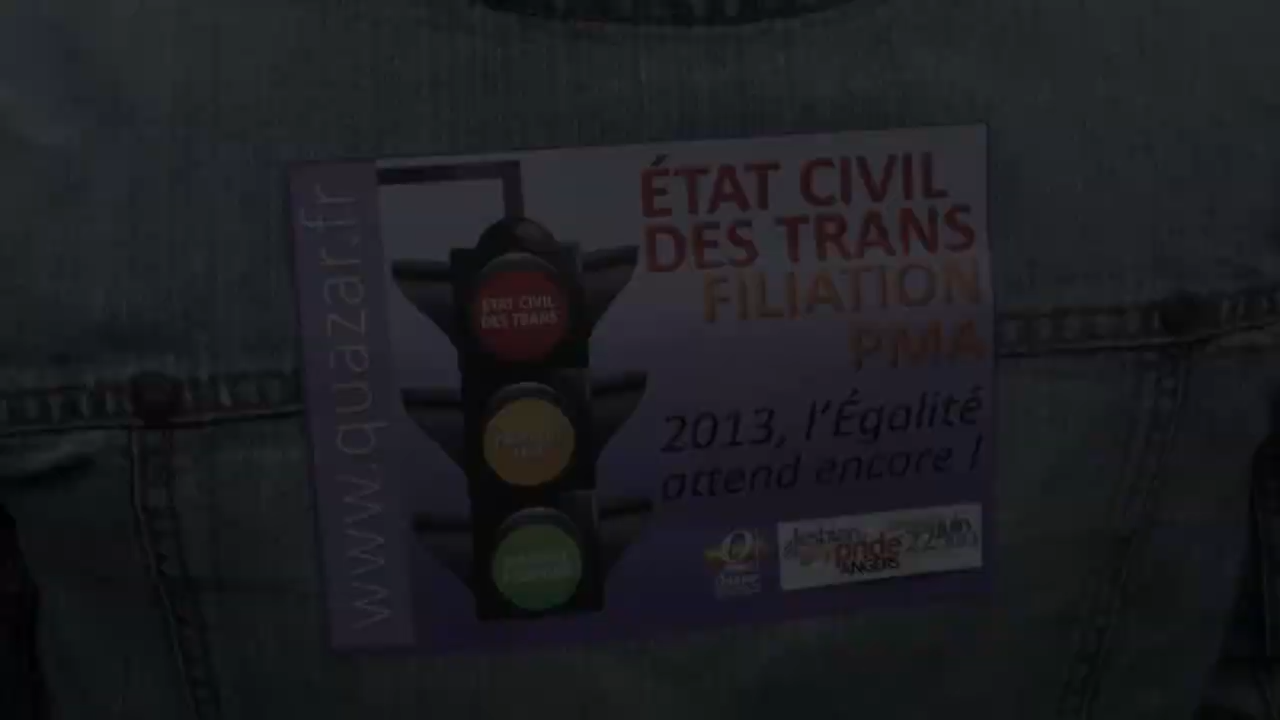 www.quazar.fr
ÉTAT CIVIL
DES TRANS
FILIATION
PMA
ÉTAT CIVIL
DES TRANS
2013, l'Égalité
attend encore !
pride
ANGERS